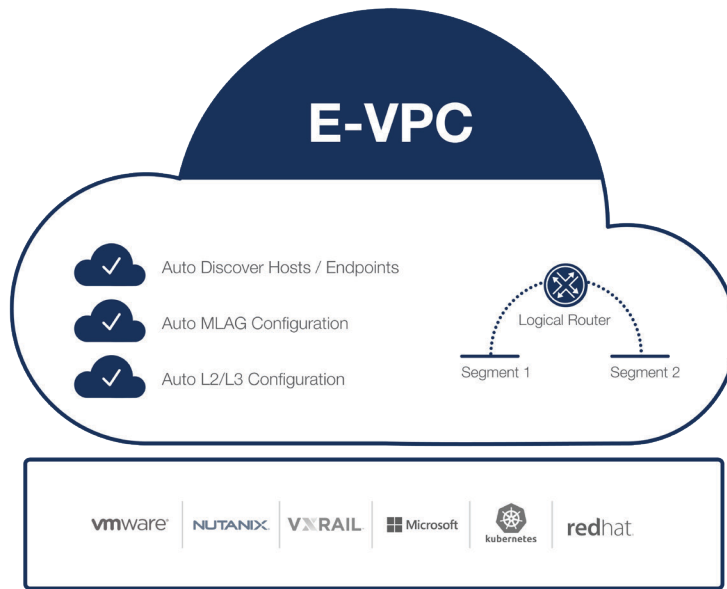 E-VPC
Auto Discover Hosts / Endpoints
Auto MLAG Configuration
Auto L2/L3 Configuration
Logical Router
Segment 1
Segment 2
vmware®
NUTANIX.
VXRAIL
Microsoft
kubernetes
redhat.